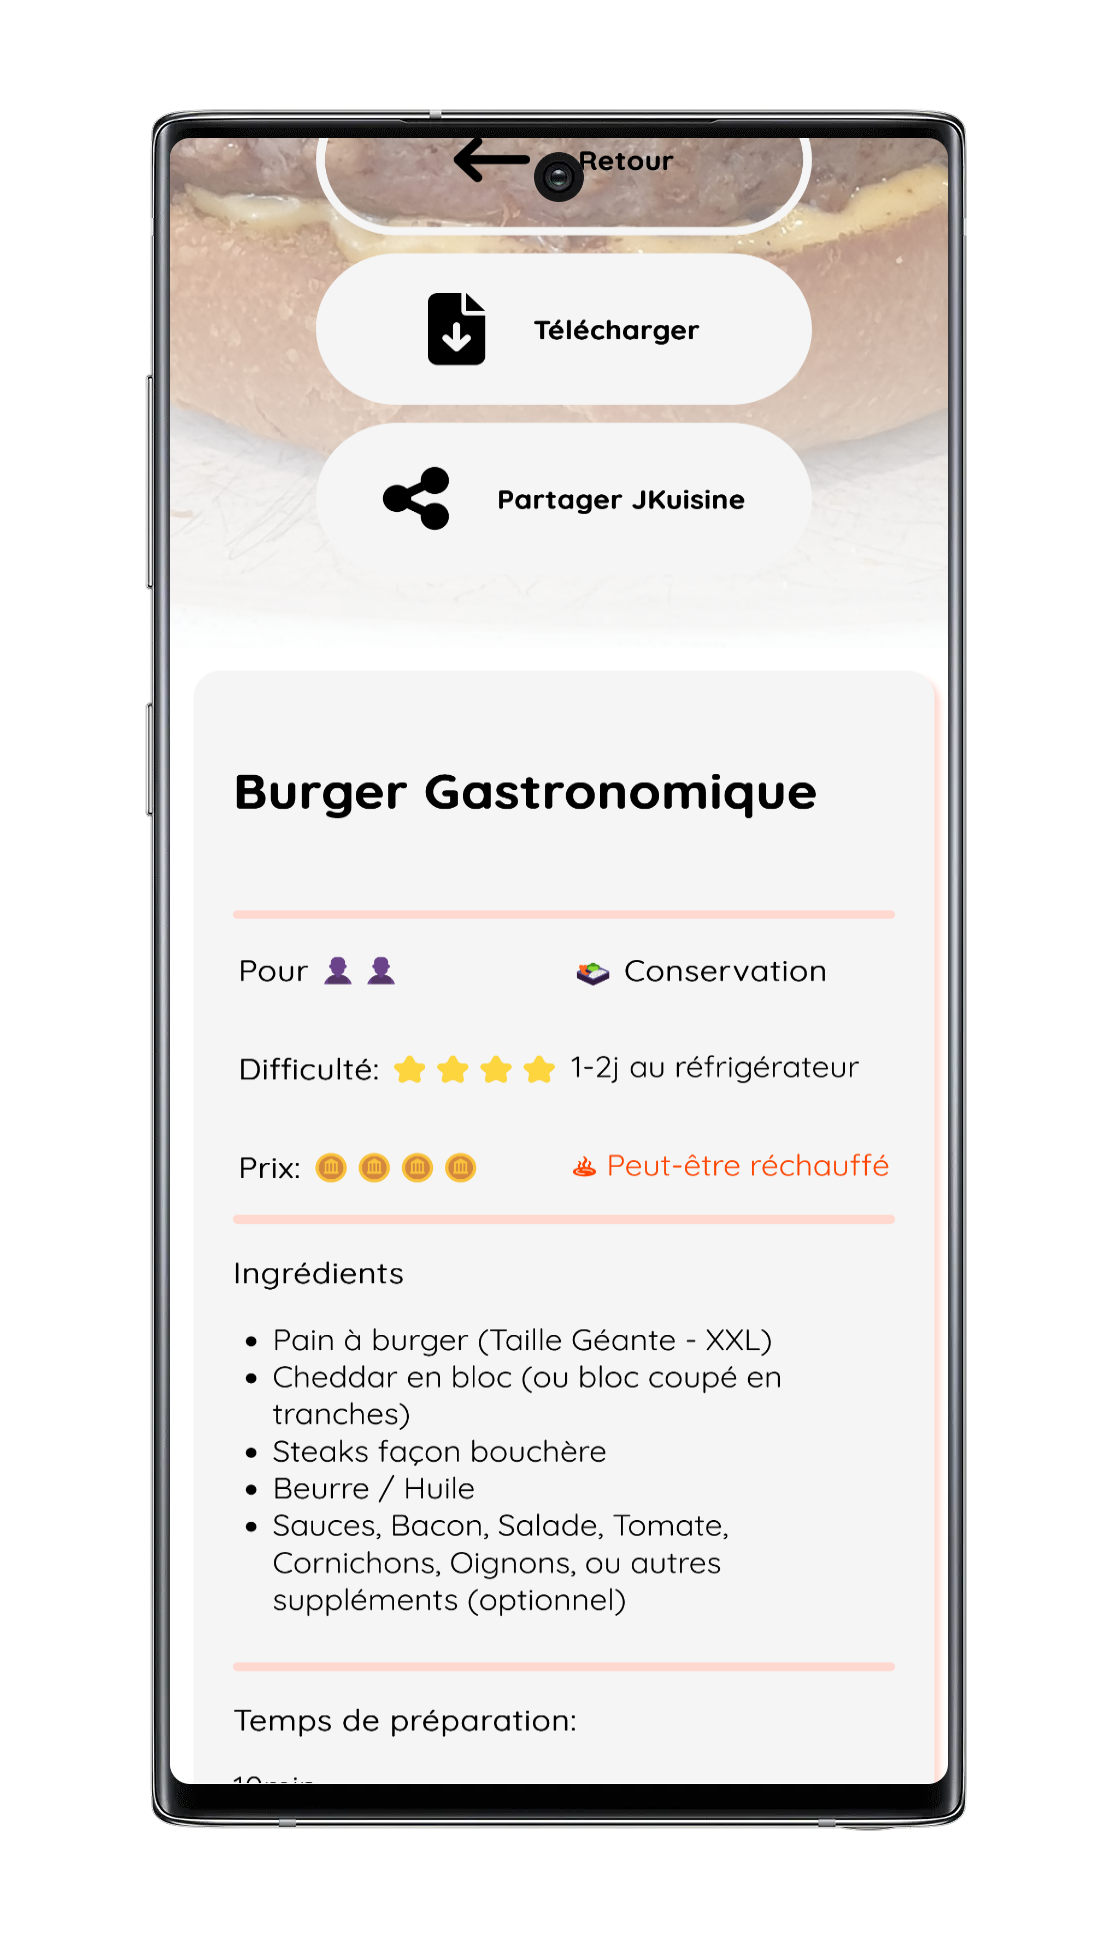 Retour
Télécharger
Partager JKuisine
Burger Gastronomique
Pour
Conservation
Difficulté:
1-2j au réfrigérateur
Prix:
Peut-être réchauffé
Ingrédients
• Pain à burger (Taille Géante - XXL)
• Cheddar en bloc (ou bloc coupé en
tranches)
• Steaks façon bouchère
• Beurre / Huile
• Sauces, Bacon, Salade, Tomate,
Cornichons, Oignons, ou autres
suppléments (optionnel)
Temps de préparation: